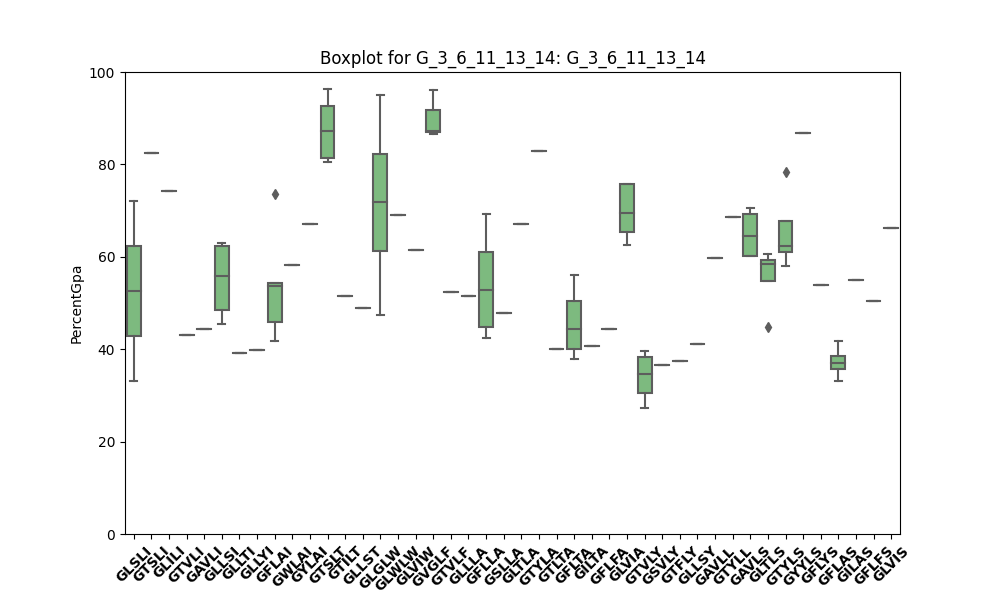 Boxplot for G_3_6_11_13_14: G_3_6_11_13_14
100
80
60
40
20
0
PercentGpa
GLSLI
GTSLI
GLILI
GTVLI
GAVLI
GLLSI
GLLTI
GLLYI
GFLAI
GWLAI
GYLAI
GTSLT
GTILT
GLLST
GLGLW
GLWLW
GLVIW
GVGLF
GTVLF
GLLLA
GFLLA
GSLLA
GLTLA
GTYLA
GTLTA
GFLTA
GILTA
GFLFA
GLVIA
GTVLY
GSVLY
GTFLY
GLLSY
GAVLL
GTYLL
GAVLS
GLTLS
GTYLS
GYYLS
GFLYS
GFLAS
GILAS
GFLFS
GLVIS